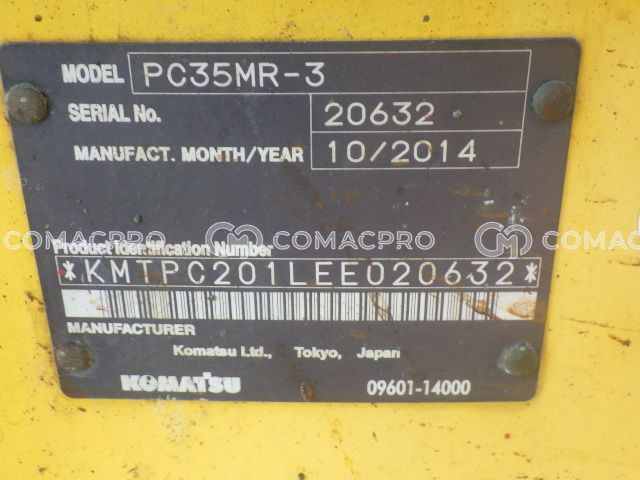 MODEL PC35MR-3
SERIAL No. 20632
MANUFACT. MONTH/YEAR 10/2014
COMACPRO COMACPRO COMACPRO
Product Identification Number
*KMTPC201LEE020632*
MANUFACTURER
Komatsu Ltd., Tokyo, Japan
KOMATSU 09601-14000